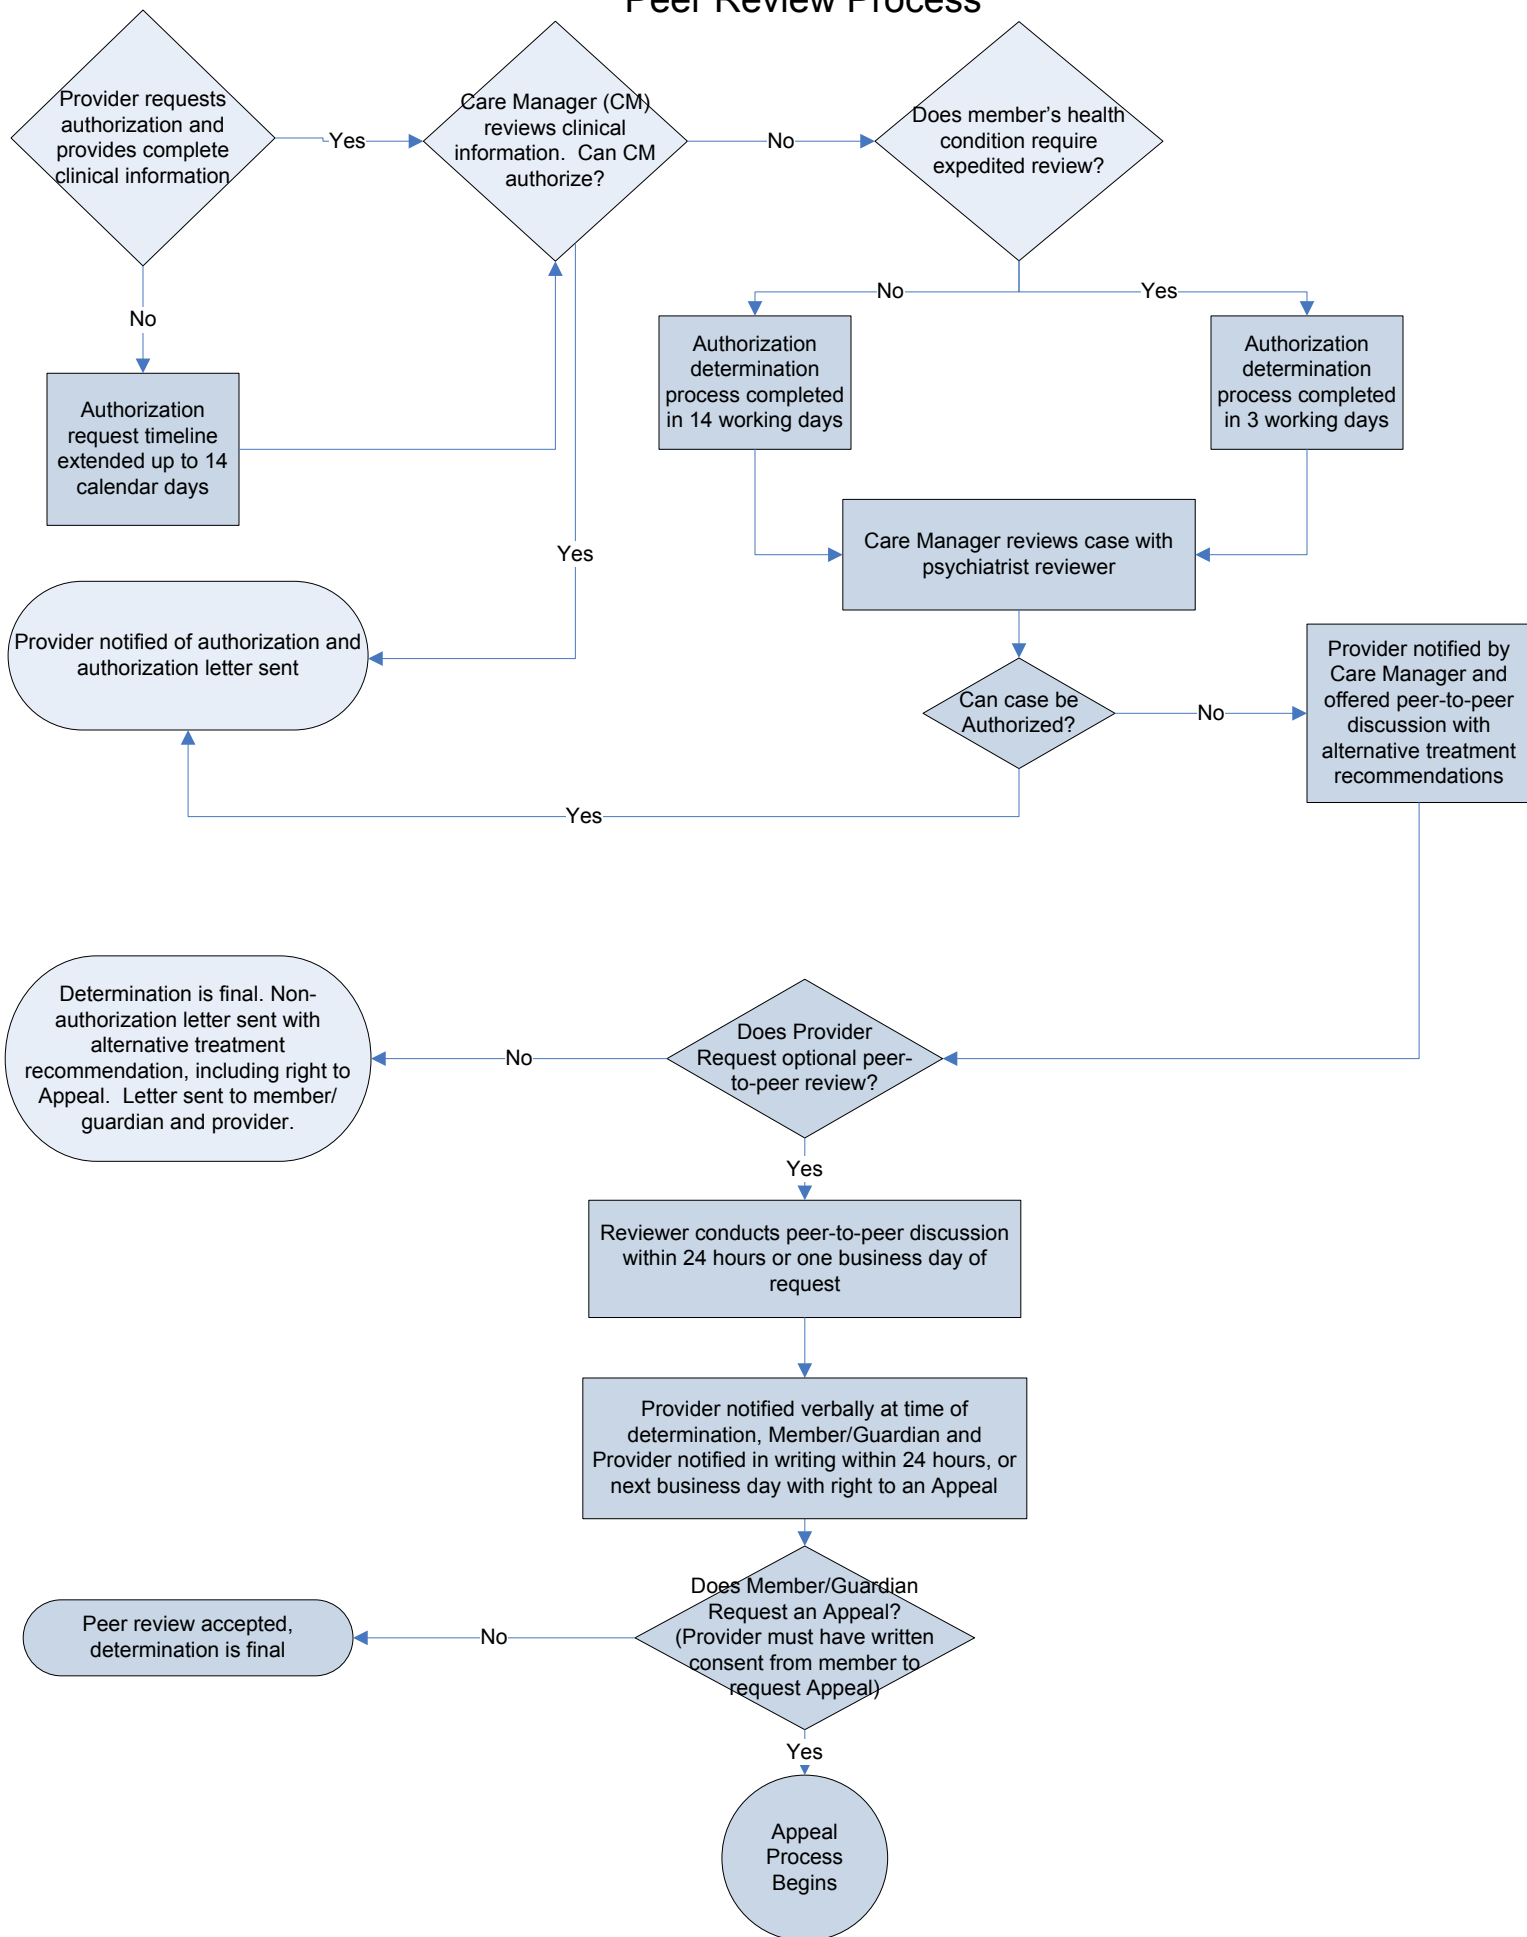 Peer Review Process
Provider requests
authorization and
provides complete
clinical information
Yes
Care Manager (CM)
reviews clinical
information.  Can CM
authorize?
No
Does member's health
condition require
expedited review?
No
Authorization
request timeline
extended up to 14
calendar days
No
Yes
Authorization
determination
process completed
in 14 working days
Authorization
determination
process completed
in 3 working days
Yes
Care Manager reviews case with
psychiatrist reviewer
Provider notified of authorization and
authorization letter sent
Can case be
Authorized?
No
Provider notified by
Care Manager and
offered peer-to-peer
discussion with
alternative treatment
recommendations
Yes
Determination is final. Non-
authorization letter sent with
alternative treatment
recommendation, including right to
Appeal.  Letter sent to member/
guardian and provider.
No
Does Provider
Request optional peer-
to-peer review?
Yes
Reviewer conducts peer-to-peer discussion
within 24 hours or one business day of
request
Provider notified verbally at time of
determination, Member/Guardian and
Provider notified in writing within 24 hours, or
next business day with right to an Appeal
Does Member/Guardian
Request an Appeal?
(Provider must have written
consent from member to
request Appeal)
No
Peer review accepted,
determination is final
Yes
Appeal
Process
Begins